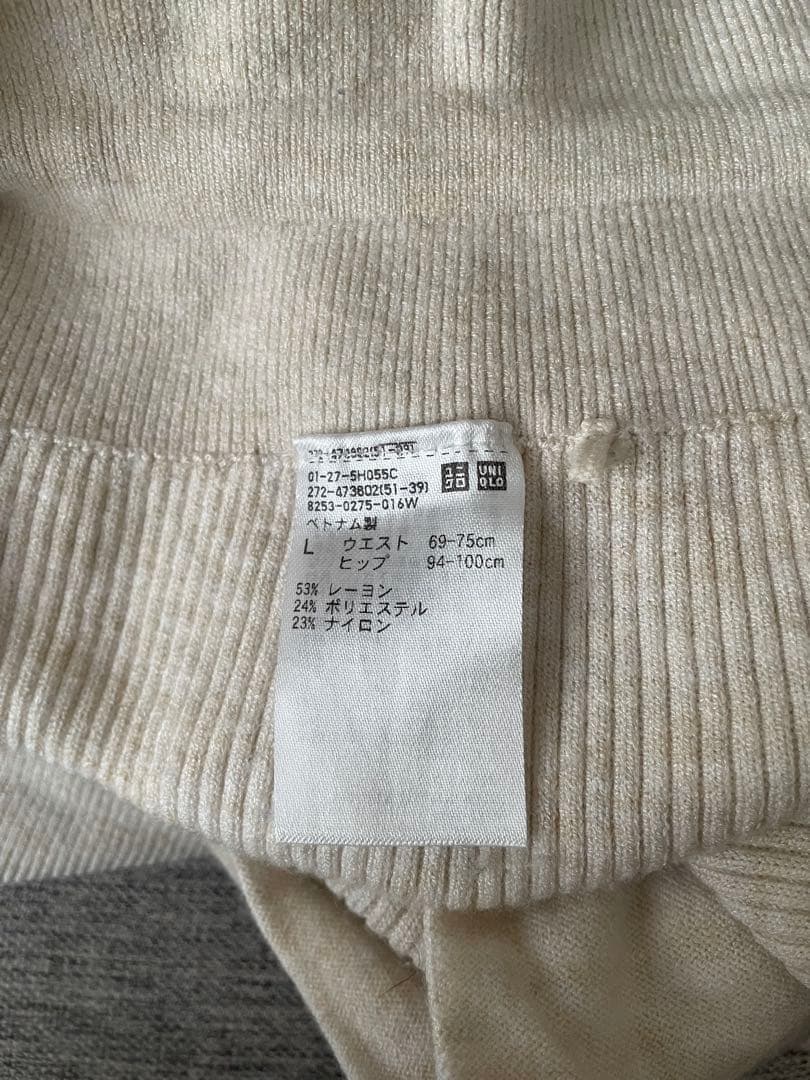 01-27-5H055C
272-473802(51-39)
8253-0275-016W
ユニクロ
UNIQLO
ベトナム製
L ウエスト 69-75cm
ヒップ 94-100cm
53% レーヨン
24% ポリエステル
23% ナイロン